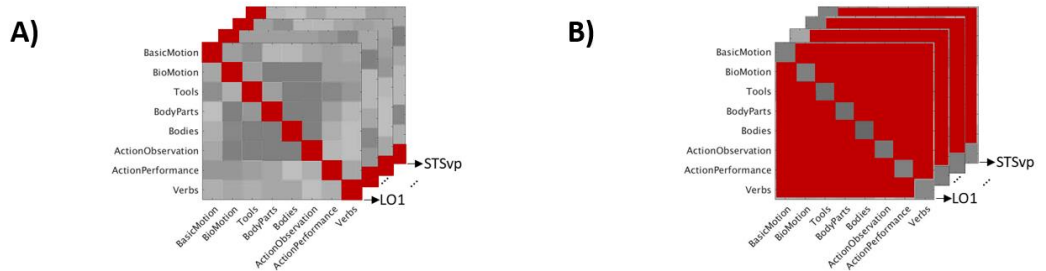 A)
BasicMotion
BioMotion
Tools
BodyParts
Bodies
ActionObservation
ActionPerformance
Verbs
BasicMotion
BioMotion
Tools
BodyParts
Bodies
ActionObservation
ActionPerformance
Verbs
STSvp
...
...
LO1
B)
BasicMotion
BioMotion
Tools
BodyParts
Bodies
ActionObservation
ActionPerformance
Verbs
BasicMotion
BioMotion
Tools
BodyParts
Bodies
ActionObservation
ActionPerformance
Verbs
STSvp
...
...
LO1